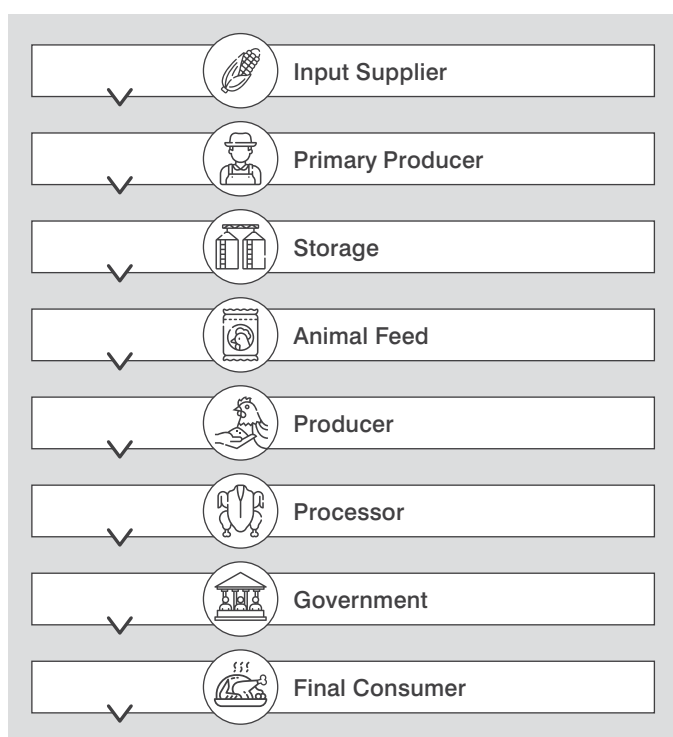 Input Supplier
Primary Producer
Storage
Animal Feed
Producer
Processor
Government
Final Consumer